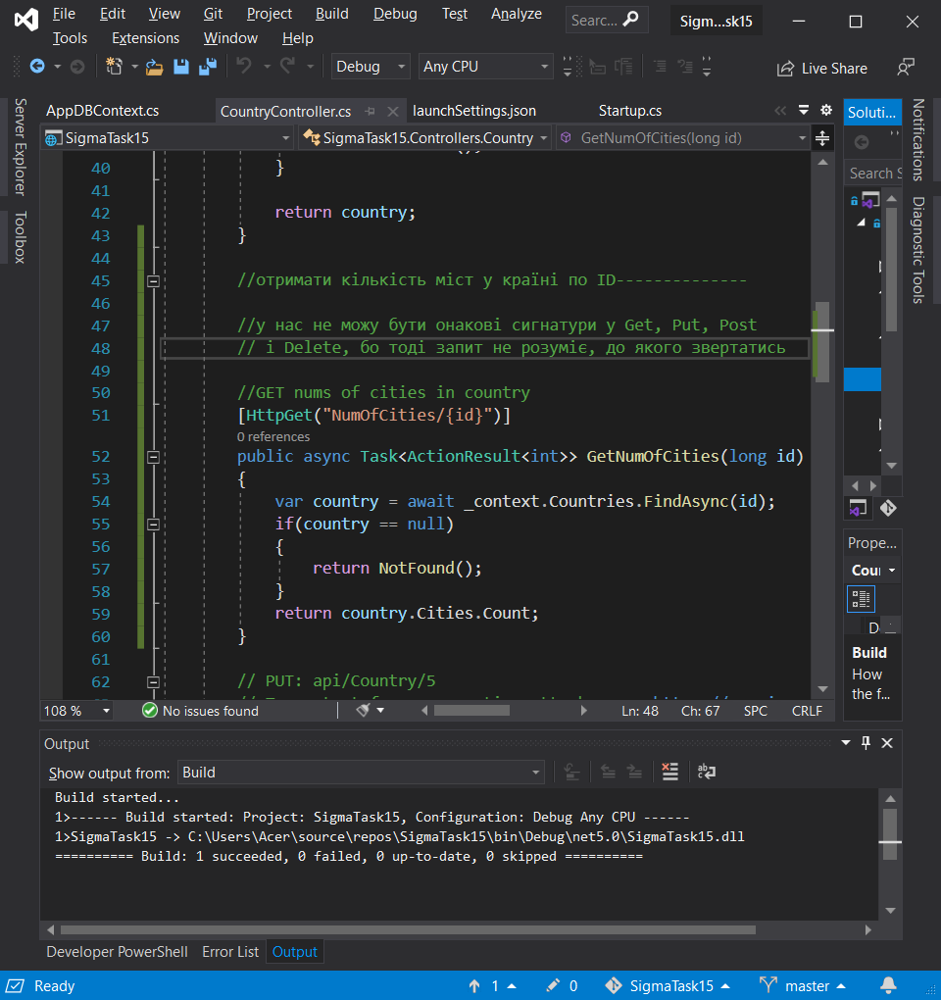 File Edit View Git Project Build Debug Test Analyze Searc... Sigm...sk15
Tools Extensions Window Help
Debug Any CPU Live Share
Server Explorer
Toolbox
AppDBContext.cs CountryController.cs launchSettings.json Startup.cs
SigmaTask15 SigmaTask15.Controllers.Country GetNumOfCities(long id)
40 }
41
42 return country;
43 }
44
45 //отримати кількість міст у країні по ID--------------
46
47 //у нас не можу бути онакові сигнатури у Get, Put, Post
48 // і Delete, бо тоді запит не розуміє, до якого звертатись
49
50 //GET nums of cities in country
51 [HttpGet("NumOfCities/{id}")]
0 references
52 public async Task<ActionResult<int>> GetNumOfCities(long id)
53 {
54 var country = await _context.Countries.FindAsync(id);
55 if(country == null)
56 {
57 return NotFound();
58 }
59 return country.Cities.Count;
60 }
61
62 // PUT: api/Country/5
108 % No issues found Ln: 48 Ch: 67 SPC CRLF
Soluti...
Search S
Notifications
Diagnostic Tools
Prope...
Cou
D
Build
How
the f...
Output
Show output from: Build
Build started...
1>------ Build started: Project: SigmaTask15, Configuration: Debug Any CPU ------
1>SigmaTask15 -> C:\Users\Acer\source\repos\SigmaTask15\bin\Debug\net5.0\SigmaTask15.dll
========== Build: 1 succeeded, 0 failed, 0 up-to-date, 0 skipped ==========
Developer PowerShell Error List Output
Ready 1 0 SigmaTask15 master